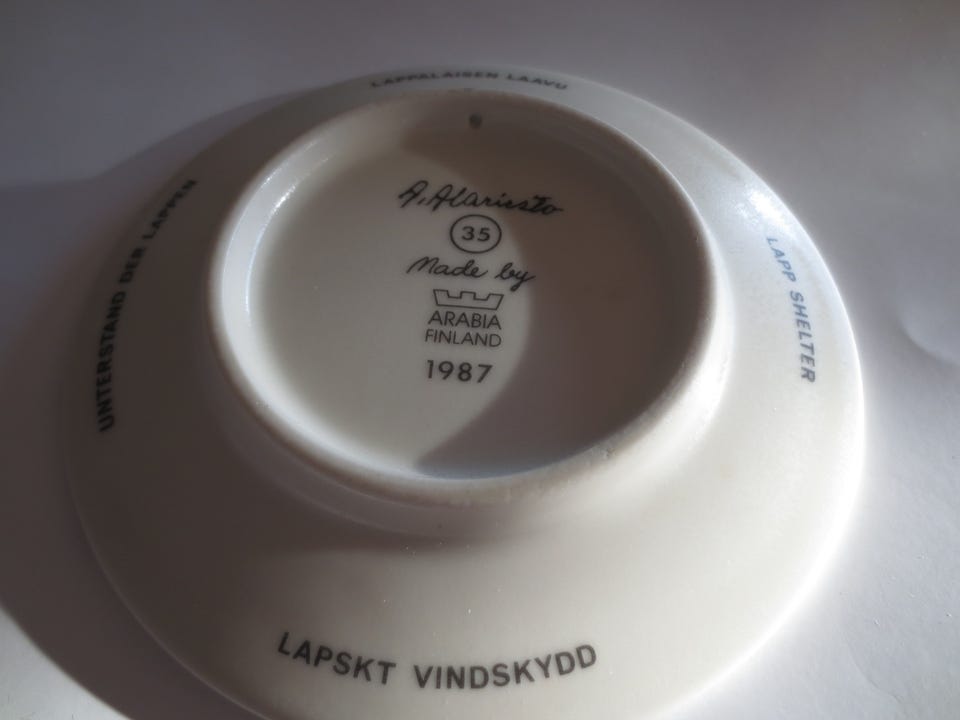 LAPPALAISEN LAAVU
A. Alariesto
35
Made by
ARABIA
FINLAND
1987
UNTERSTAND DER LAPPEN
LAPP SHELTER
LAPSKT VINDSKYDD